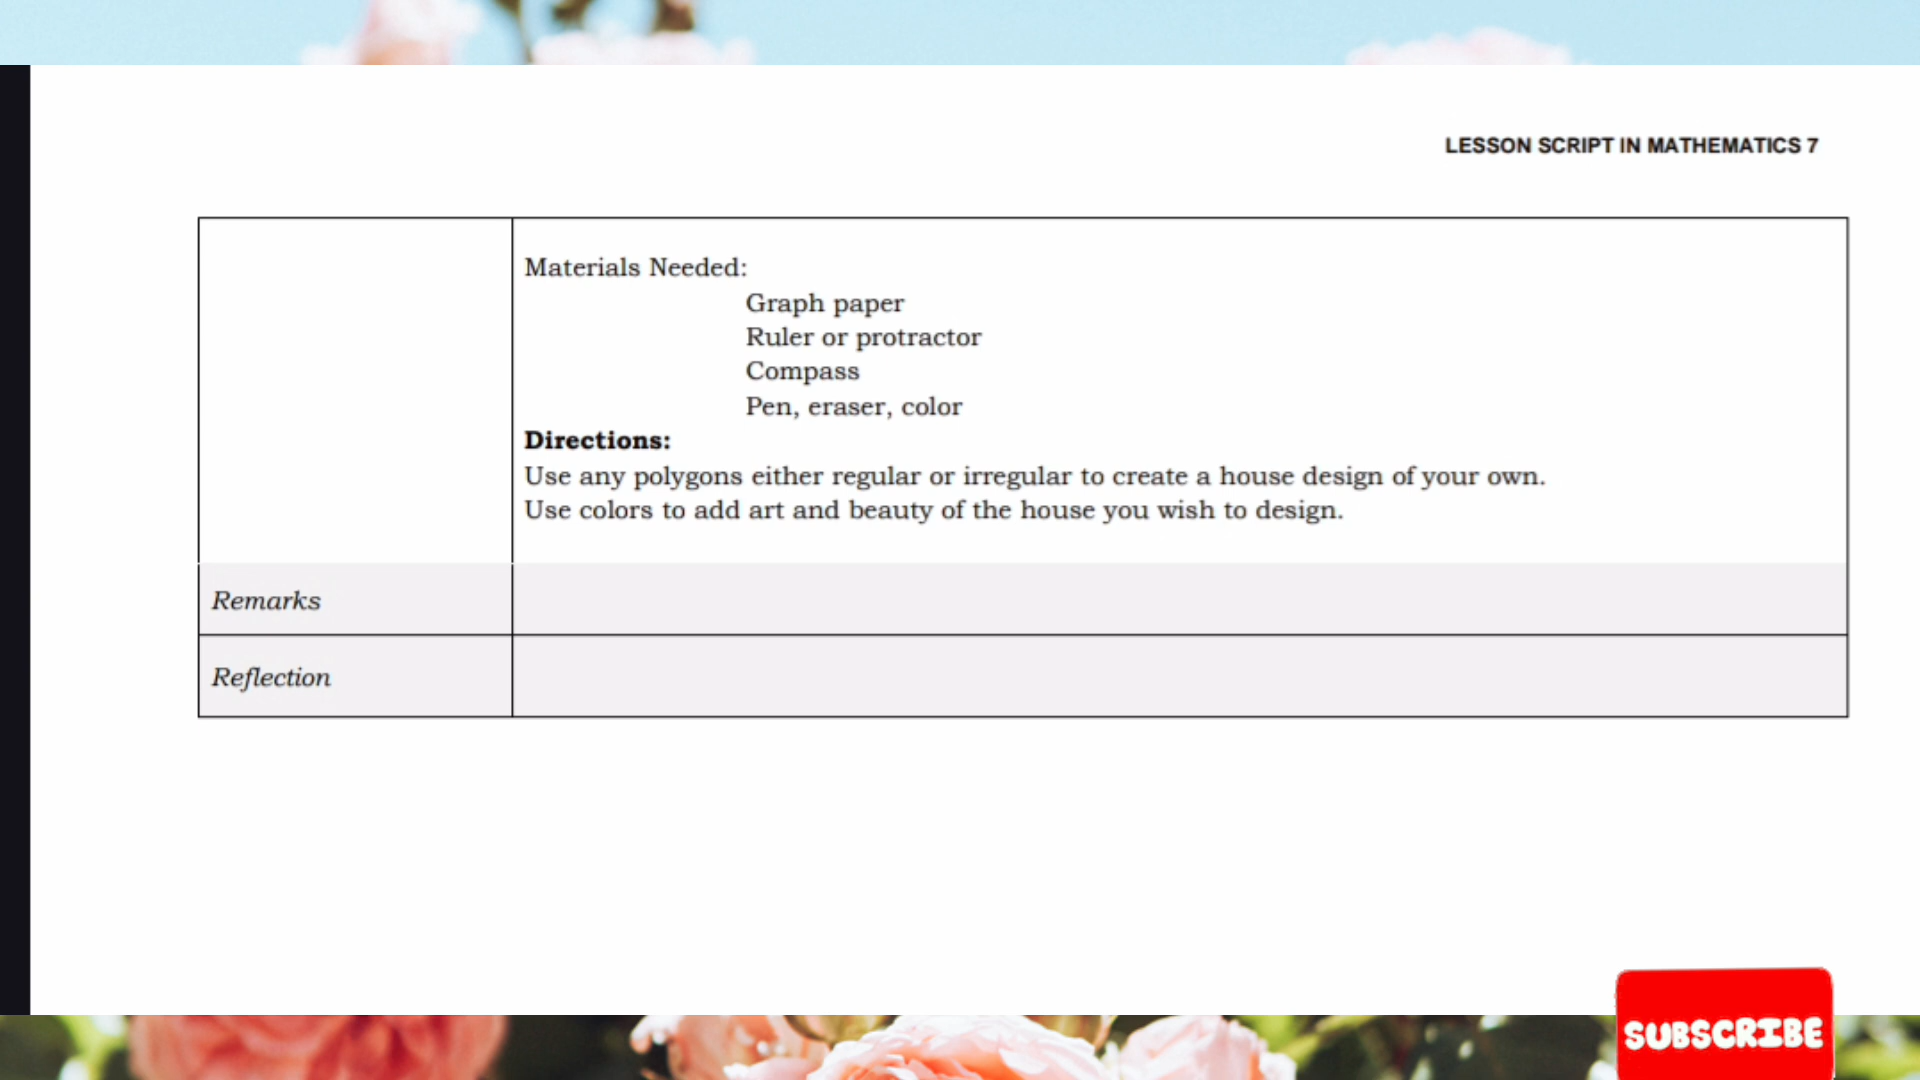 LESSON SCRIPT IN MATHEMATICS 7
Materials Needed:
Graph paper
Ruler or protractor
Compass
Pen, eraser, color
Directions:
Use any polygons either regular or irregular to create a house design of your own.
Use colors to add art and beauty of the house you wish to design.
Remarks
Reflection
SUBSCRIBE